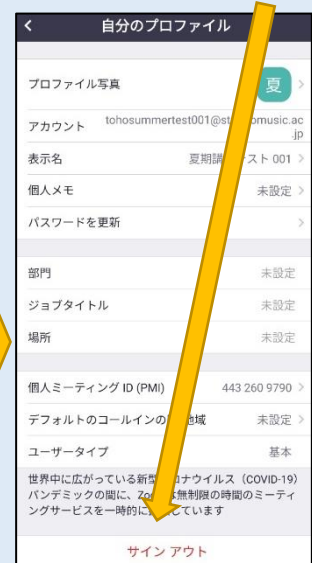 自分のプロファイル
プロファイル写真 夏
アカウント tohosummertest001@st omusic.ac
.jp
表示名 夏期講 スト 001
個人メモ 未設定
パスワードを更新
部門 未設定
ジョブタイトル 未設定
場所 未設定
個人ミーティング ID (PMI) 443 260 9790
デフォルトのコールインの 地域 未設定
ユーザータイプ 基本
世界中に広がっている新型 ロナウイルス（COVID-19）
パンデミックの間に、Zoo 無制限の時間のミーティ
ングサービスを一時的に しています
サイン アウト